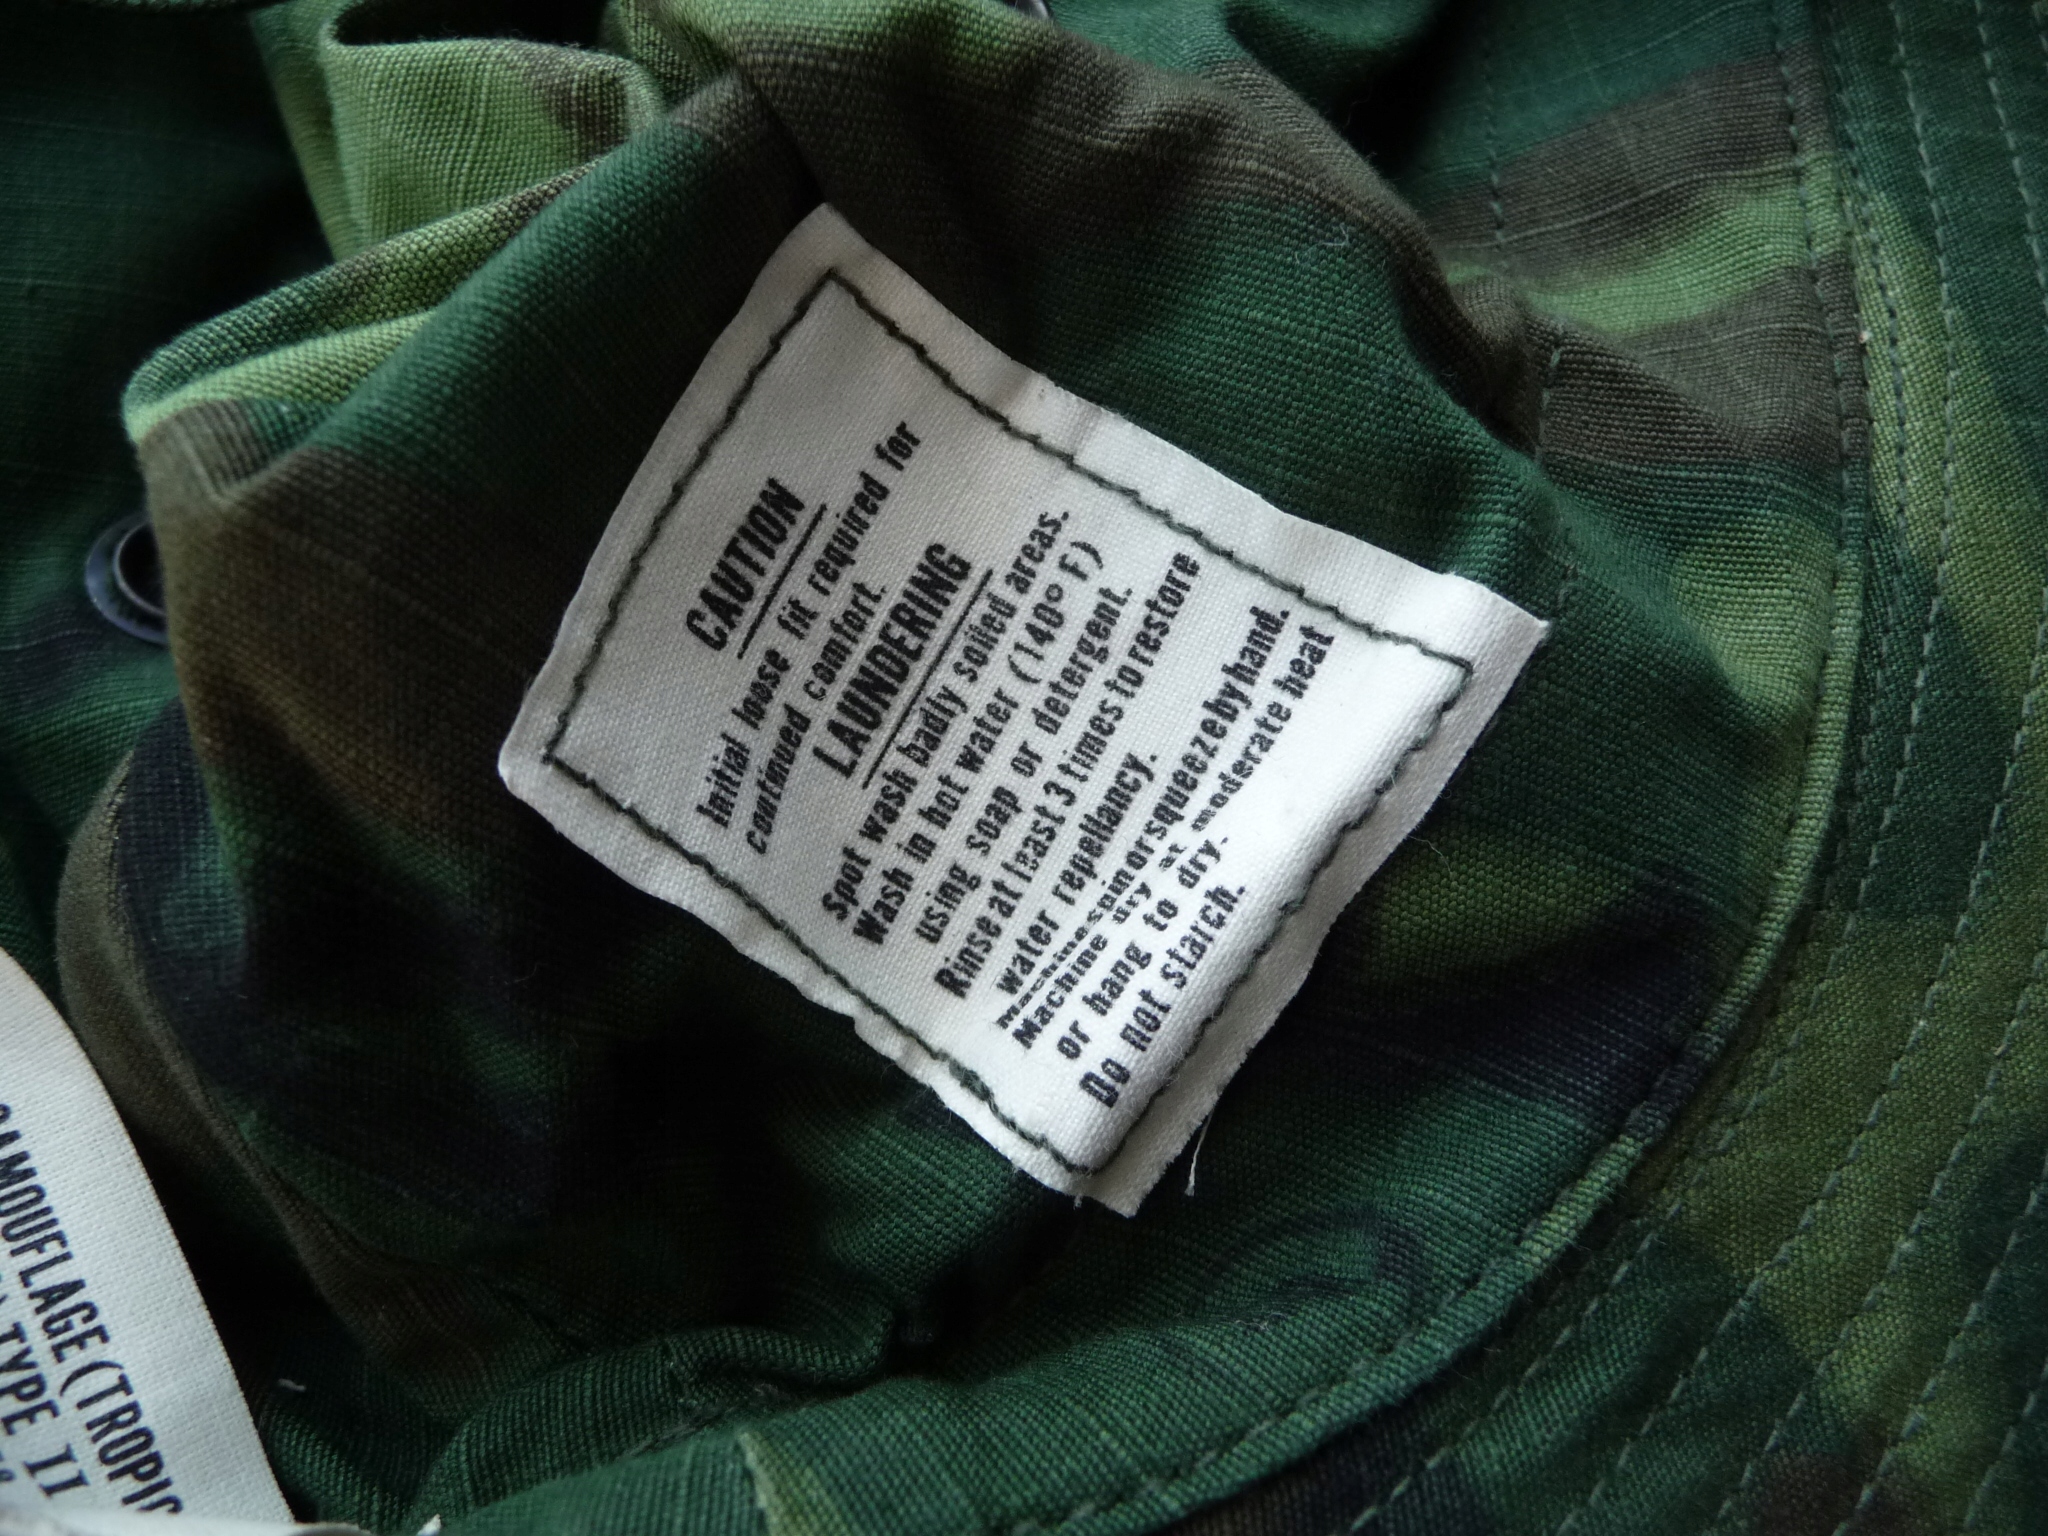 CAUTION
Initial loose fit required for
continued comfort.
LAUNDERING
Spot wash badly soiled areas.
Wash in hot water (140° F)
using soap or detergent.
Rinse at least 3 times to restore
water repellancy.
Machine spin or squeeze by hand.
Machine dry at moderate heat
or hang to dry.
Do not starch.
CAMOUFLAGE (TROPIC
TYPE II